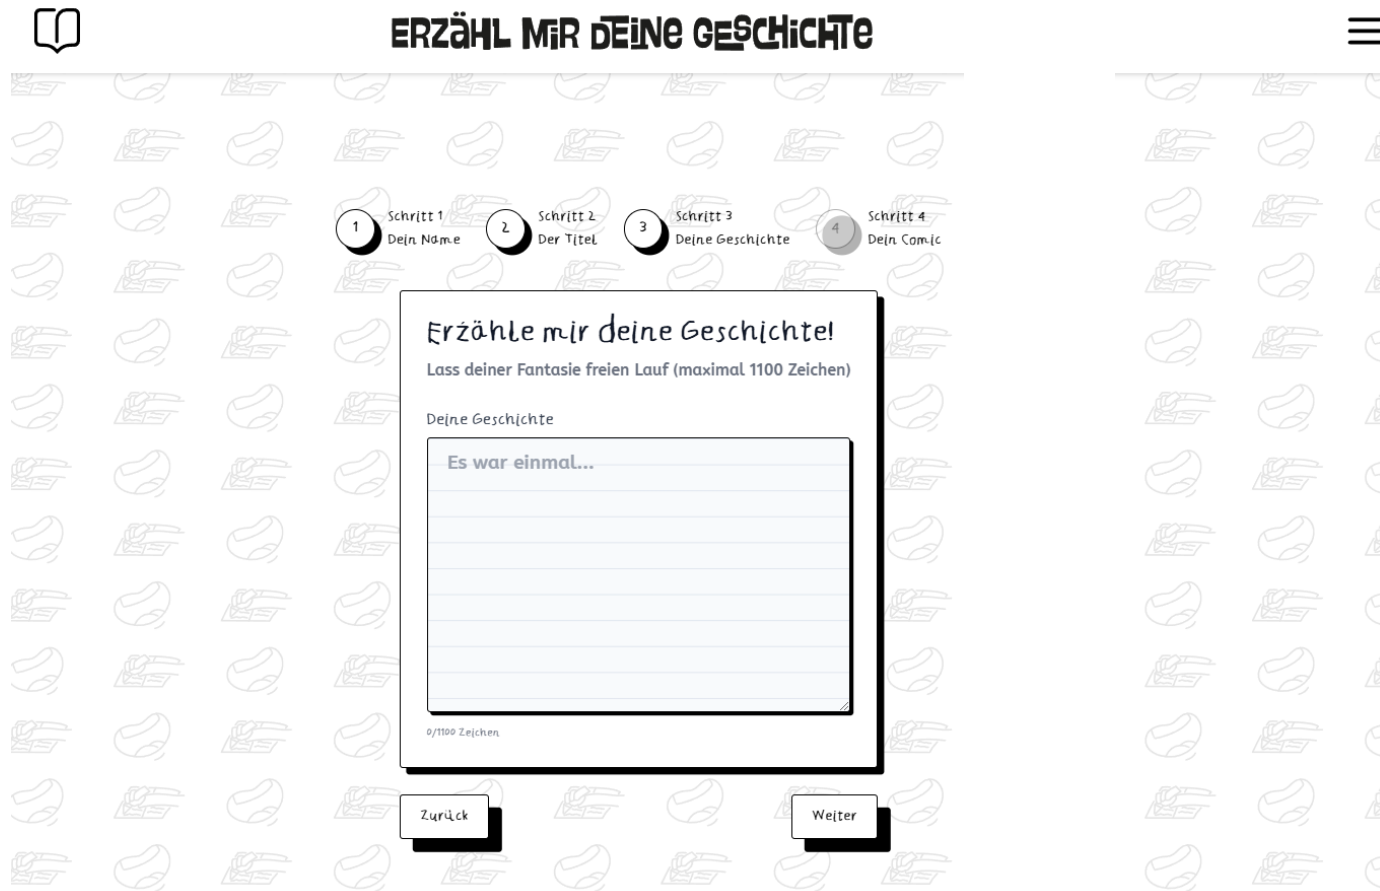 ERZÄHL MIR DEINE GESCHICHTE
1
Schritt 1
Dein Name
2
Schritt 2
Der Titel
3
Schritt 3
Deine Geschichte
4
Schritt 4
Dein Comic
Erzähle mir deine Geschichte!
Lass deiner Fantasie freien Lauf (maximal 1100 Zeichen)
Deine Geschichte
Es war einmal...
0/1100 Zeichen
Zurück
Weiter